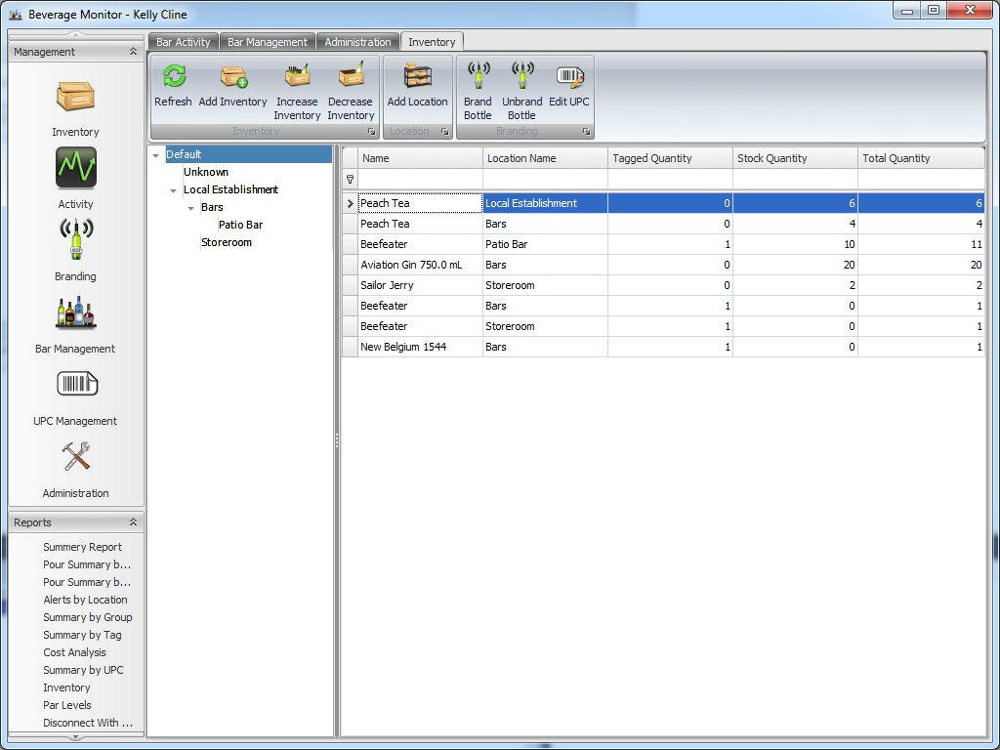 Beverage Monitor - Kelly Cline
Management
Inventory
Activity
Branding
Bar Management
UPC Management
Administration
Reports
Summery Report
Pour Summary b...
Pour Summary b...
Alerts by Location
Summary by Group
Summary by Tag
Cost Analysis
Summary by UPC
Inventory
Par Levels
Disconnect With ...
Bar Activity Bar Management Administration Inventory
Refresh Add Inventory Increase Inventory Decrease Inventory
Inventory
Add Location
Location
Brand Bottle Unbrand Bottle Edit UPC
Branding
Default
Unknown
Local Establishment
Bars
Patio Bar
Storeroom
Name Location Name Tagged Quantity Stock Quantity Total Quantity
Peach Tea Local Establishment 0 6 6
Peach Tea Bars 0 4 4
Beefeater Patio Bar 1 10 11
Aviation Gin 750.0 mL Bars 0 20 20
Sailor Jerry Storeroom 0 2 2
Beefeater Bars 1 0 1
Beefeater Storeroom 1 0 1
New Belgium 1544 Bars 1 0 1